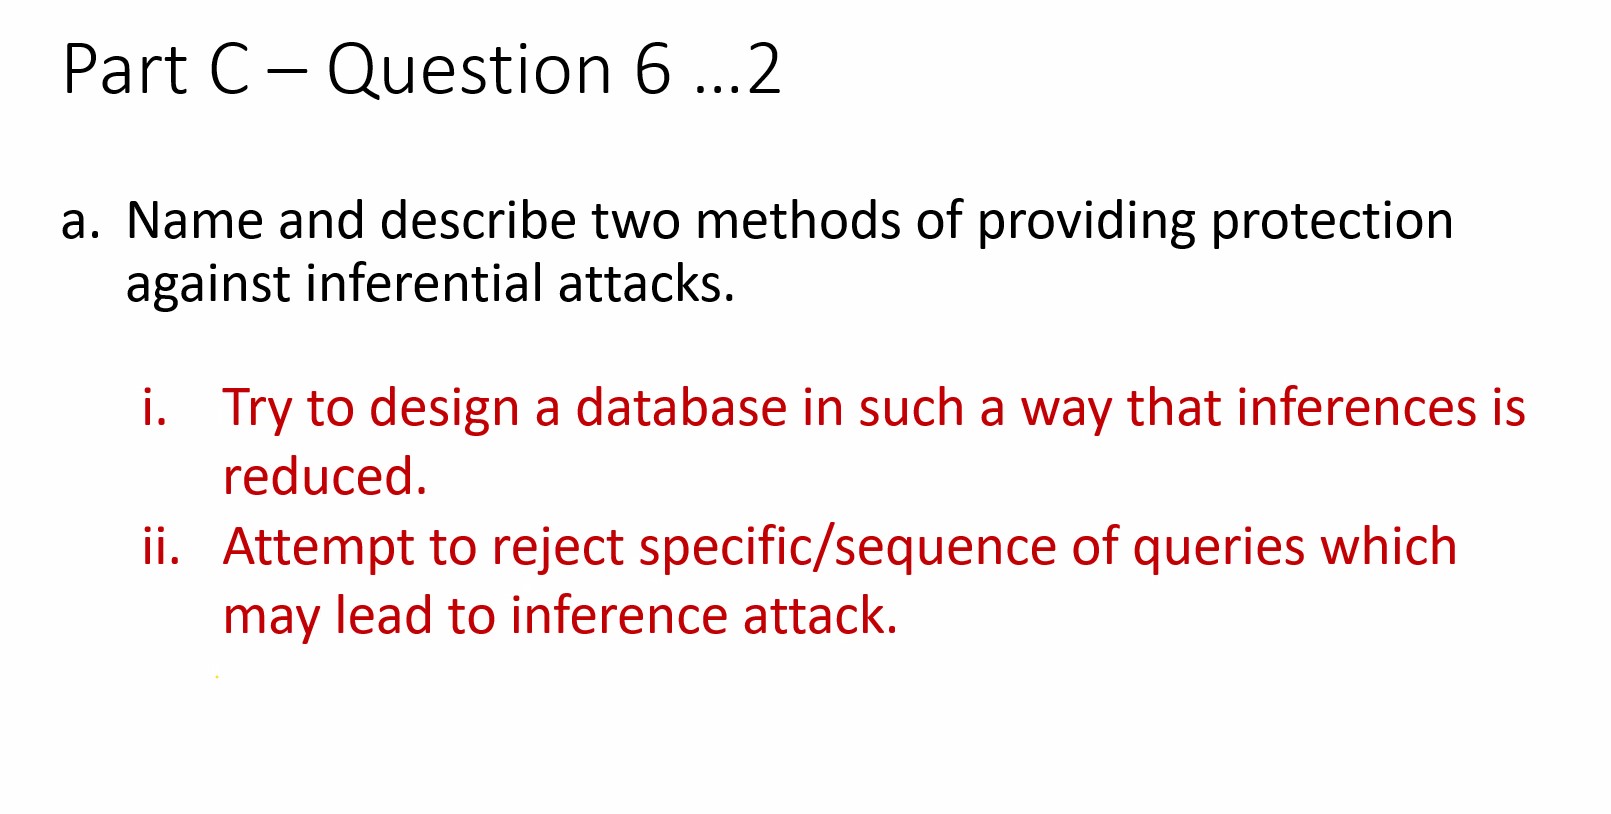 Part C – Question 6 ...2
a. Name and describe two methods of providing protection
against inferential attacks.
i. Try to design a database in such a way that inferences is
reduced.
ii. Attempt to reject specific/sequence of queries which
may lead to inference attack.